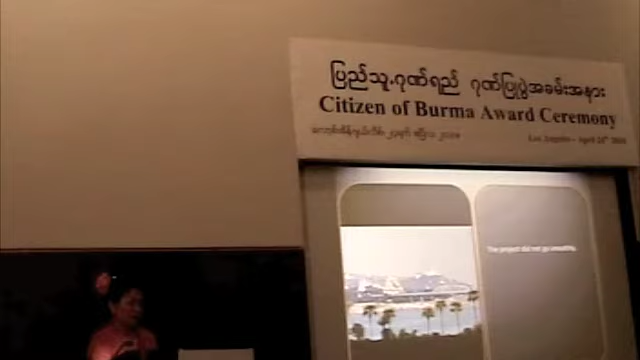 ပြည်သူ့ဂုဏ်ရည် ဂုဏ်ပြုပွဲအခမ်းအနား
Citizen of Burma Award Ceremony
Los Angeles - April
The project did not go smoothly.